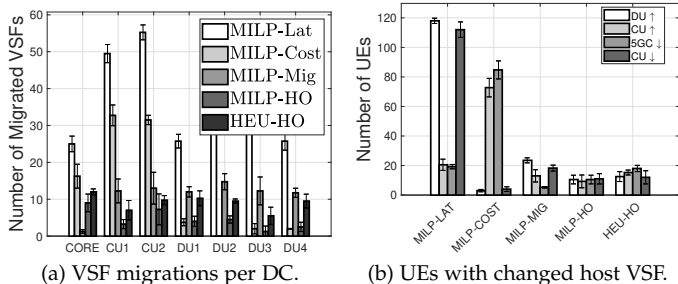 Number of Migrated VSFs
60
50
40
30
20
10
0
MILP-Lat
MILP-Cost
MILP-Mig
MILP-HO
HEU-HO
CORE CU1 CU2 DU1 DU2 DU3 DU4
(a) VSF migrations per DC.
Number of UEs
120
100
80
60
40
20
0
DU ↑
CU ↑
5GC ↓
CU ↓
MILP-LAT
MILP-COST
MILP-MIG
MILP-HO
HEU-HO
(b) UEs with changed host VSF.